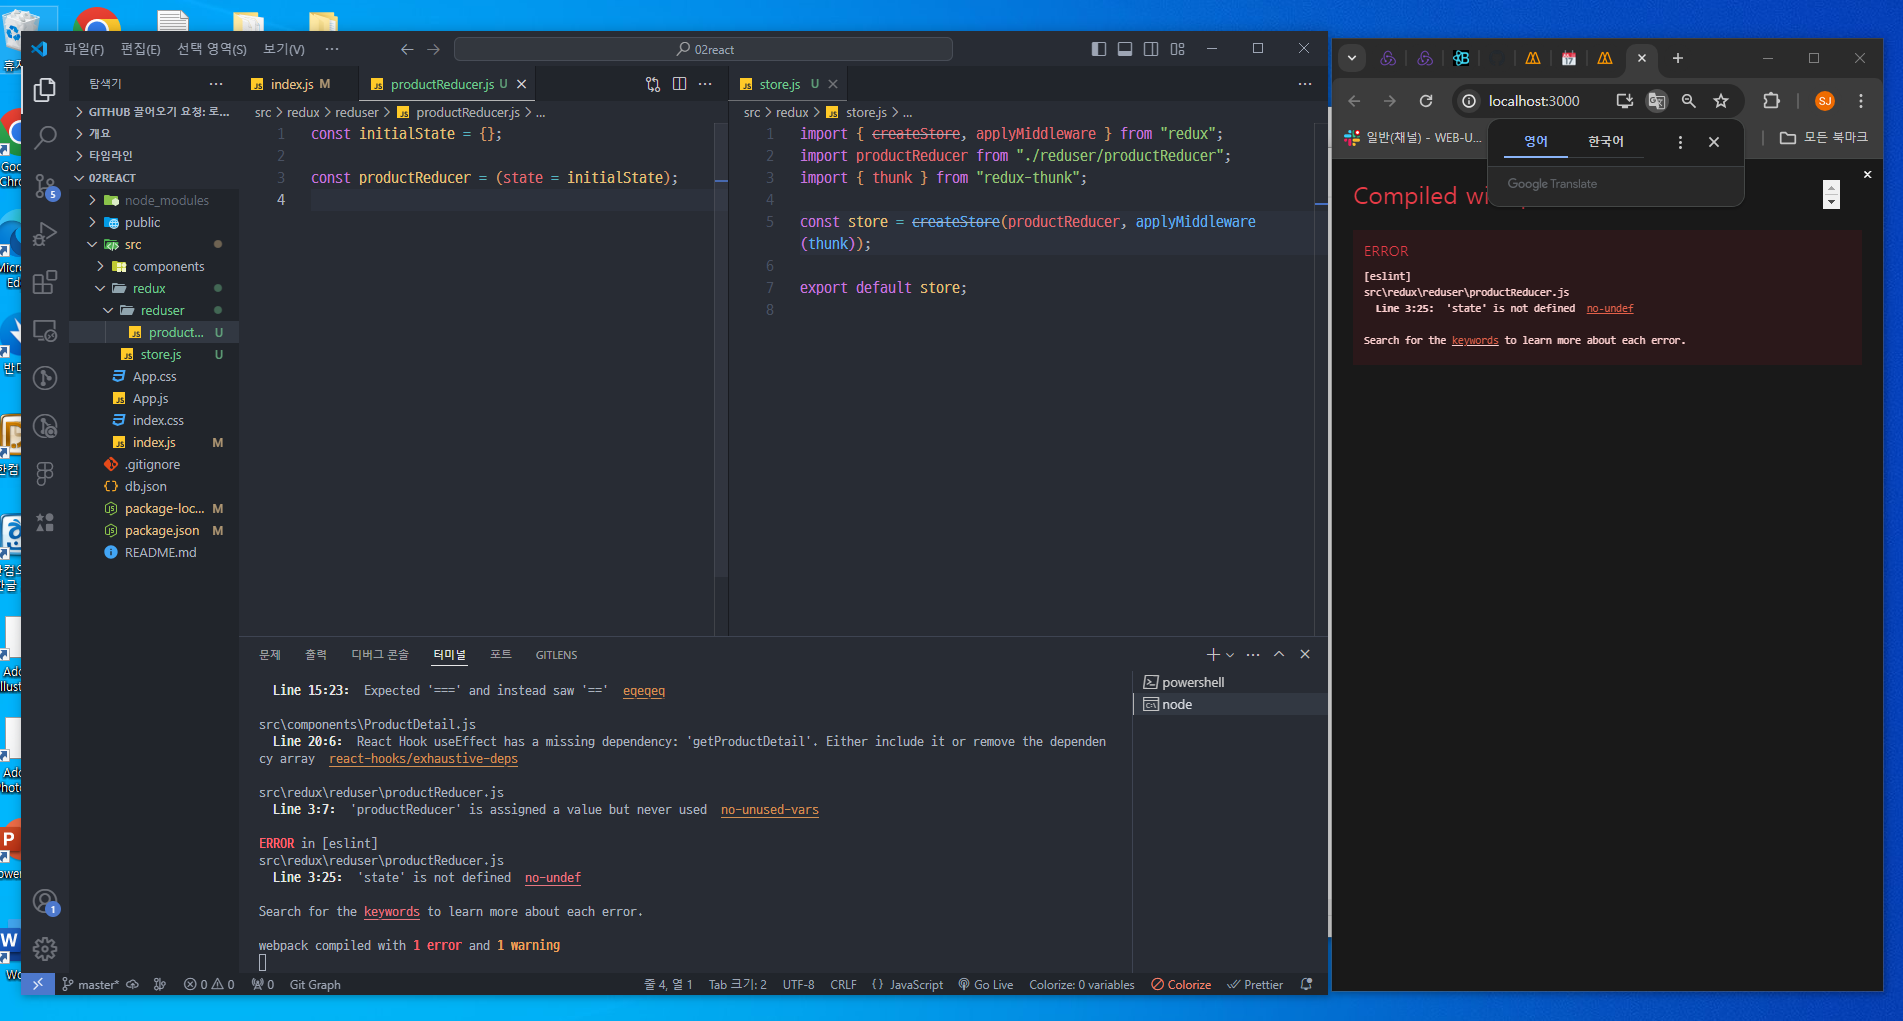 파일(F) 편집(E) 선택 영역(S) 보기(V) ···
02react
탐색기 ···
GITHUB 끌어오기 요청: 로...
개요
타임라인
02REACT
node_modules
public
src
components
redux
reduser
product... U
store.js U
App.css
App.js
index.css
index.js M
.gitignore
db.json
package-loc... M
package.json M
README.md
5
1
index.js M
productReducer.js U
src > redux > reduser > productReducer.js > ...
1 const initialState = {};
2
3 const productReducer = (state = initialState);
4
store.js U
src > redux > store.js > ...
1 import { createStore, applyMiddleware } from "redux";
2 import productReducer from "./reduser/productReducer";
3 import { thunk } from "redux-thunk";
4
5 const store = createStore(productReducer, applyMiddleware
(thunk));
6
7 export default store;
8
문제 출력 디버그 콘솔 터미널 포트 GITLENS
Line 15:23: Expected '===' and instead saw '==' eqeqeq
src\components\ProductDetail.js
Line 20:6: React Hook useEffect has a missing dependency: 'getProductDetail'. Either include it or remove the dependen
cy array react-hooks/exhaustive-deps
src\redux\reduser\productReducer.js
Line 3:7: 'productReducer' is assigned a value but never used no-unused-vars
ERROR in [eslint]
src\redux\reduser\productReducer.js
Line 3:25: 'state' is not defined no-undef
Search for the keywords to learn more about each error.
webpack compiled with 1 error and 1 warning
powershell
node
master* 0 0 0 Git Graph
줄 4, 열 1 Tab 크기: 2 UTF-8 CRLF {} JavaScript Go Live Colorize: 0 variables Colorize Prettier
localhost:3000
SJ
일반(채널) - WEB-U...
모든 북마크
영어 한국어
Google Translate
Compiled wi
ERROR
[eslint]
src\redux\reduser\productReducer.js
Line 3:25: 'state' is not defined no-undef
Search for the keywords to learn more about each error.